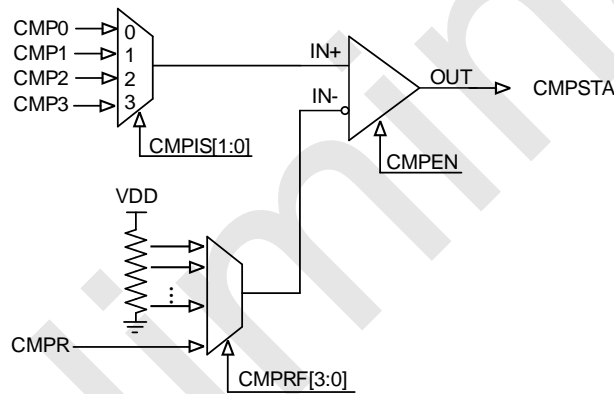 CMP0
CMP1
CMP2
CMP3
0
1
2
3
IN+
IN-
OUT
CMPSTA
CMPIS[1:0]
CMPEN
VDD
CMPR
CMPRF[3:0]